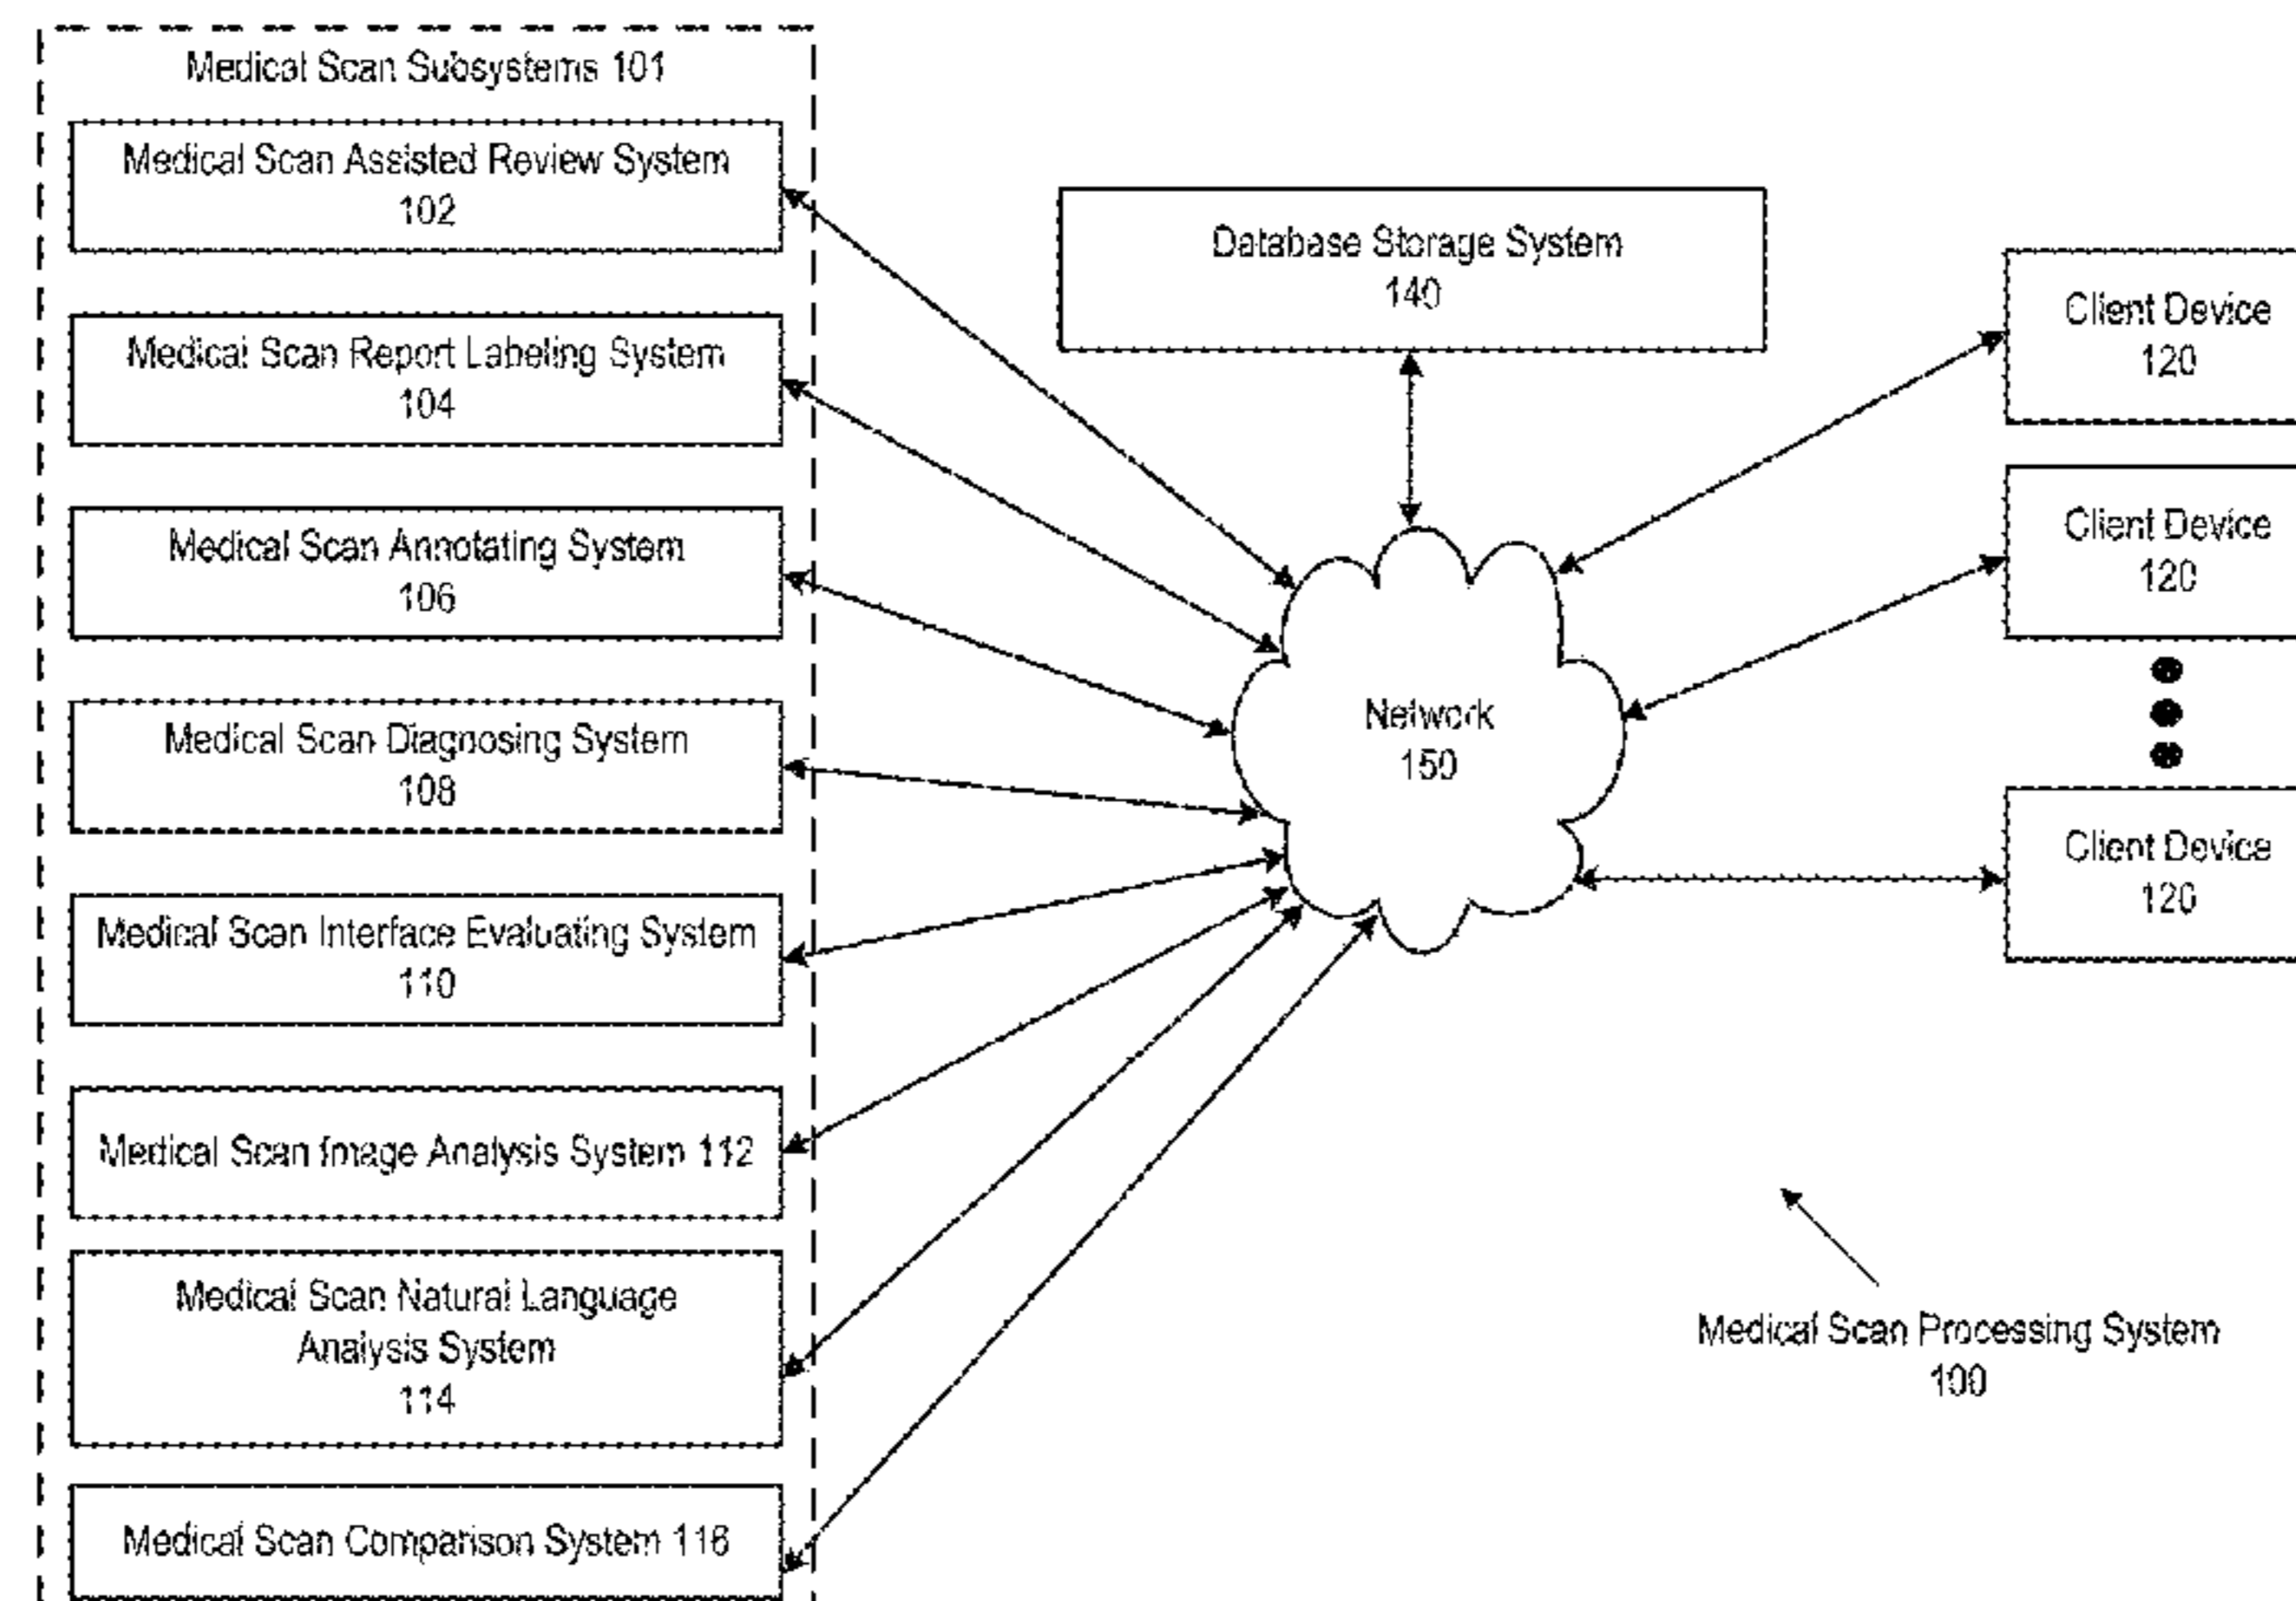 Medical Scan Subsystems 101
Medical Scan Assisted Review System
102
Medical Scan Report Labeling System
104
Medical Scan Annotating System
106
Medical Scan Diagnosing System
108
Medical Scan Interface Evaluating System
110
Medical Scan Image Analysis System 112
Medical Scan Natural Language
Analysis System
114
Medical Scan Comparison System 116
Database Storage System
140
Network
150
Client Device
120
Client Device
120
Client Device
120
Medical Scan Processing System
100